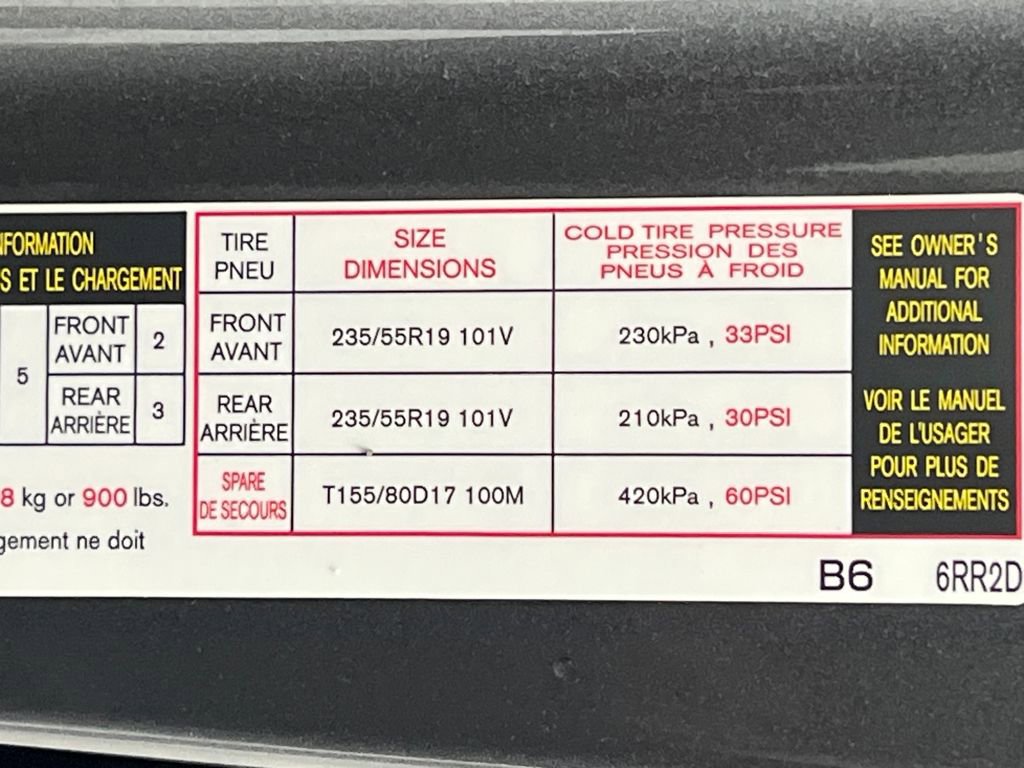 INFORMATION
S ET LE CHARGEMENT
5
FRONT
AVANT
2
REAR
ARRIÈRE
3
8 kg or 900 lbs.
gement ne doit
TIRE
PNEU
SIZE
DIMENSIONS
COLD TIRE PRESSURE
PRESSION DES
PNEUS À FROID
FRONT
AVANT
235/55R19 101V
230kPa , 33PSI
REAR
ARRIÈRE
235/55R19 101V
210kPa , 30PSI
SPARE
DE SECOURS
T155/80D17 100M
420kPa , 60PSI
SEE OWNER'S
MANUAL FOR
ADDITIONAL
INFORMATION
VOIR LE MANUEL
DE L'USAGER
POUR PLUS DE
RENSEIGNEMENTS
B6 6RR2D